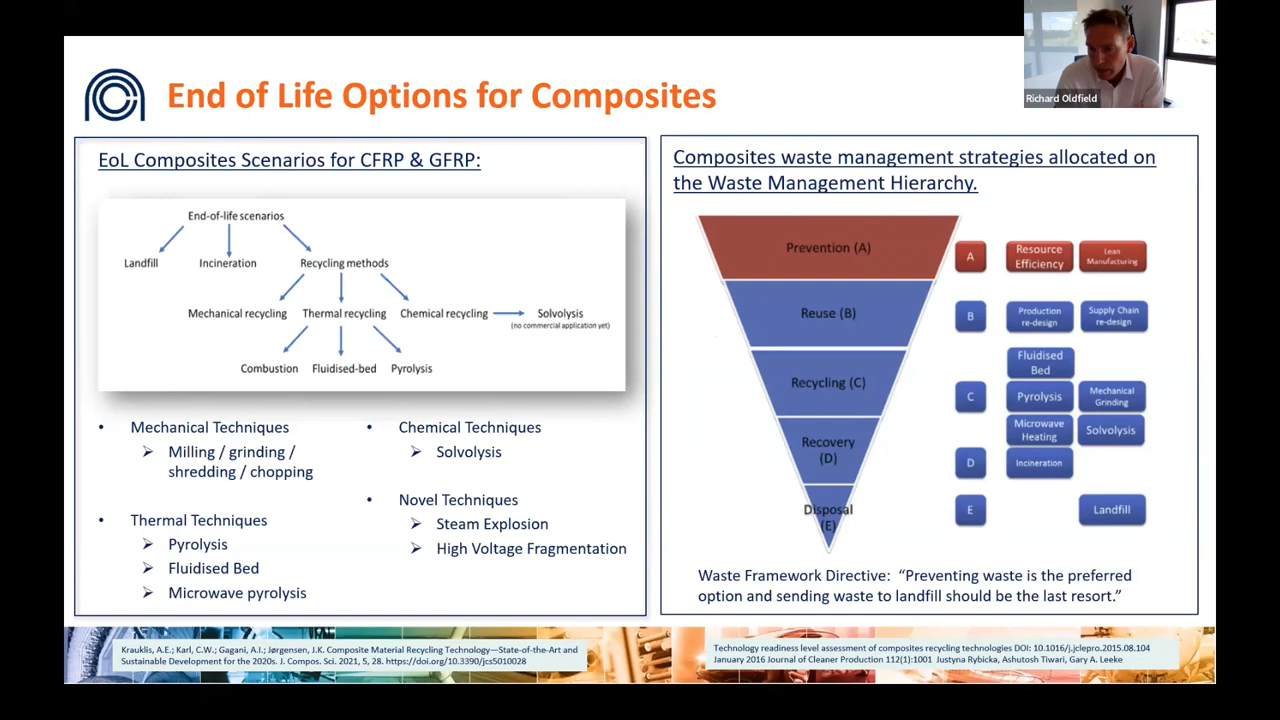 Richard Oldfield
End of Life Options for Composites
EoL Composites Scenarios for CFRP & GFRP:
End-of-life scenarios
Landfill
Incineration
Recycling methods
Mechanical recycling
Thermal recycling
Chemical recycling
Solvolysis
(no commercial application yet)
Combustion
Fluidised-bed
Pyrolysis
• Mechanical Techniques
➢ Milling / grinding /
shredding / chopping
• Thermal Techniques
➢ Pyrolysis
➢ Fluidised Bed
➢ Microwave pyrolysis
• Chemical Techniques
➢ Solvolysis
• Novel Techniques
➢ Steam Explosion
➢ High Voltage Fragmentation
Composites waste management strategies allocated on
the Waste Management Hierarchy.
Prevention (A)
Reuse (B)
Recycling (C)
Recovery
(D)
Disposal
(E)
A
Resource
Efficiency
Lean
Manufacturing
B
Production
re-design
Supply Chain
re-design
Fluidised
Bed
C
Pyrolysis
Mechanical
Grinding
Microwave
Heating
Solvolysis
D
Incineration
E
Landfill
Waste Framework Directive: “Preventing waste is the preferred
option and sending waste to landfill should be the last resort.”
Krauklis, A.E.; Karl, C.W.; Gagani, A.I.; Jørgensen, J.K. Composite Material Recycling Technology—State-of-the-Art and
Sustainable Development for the 2020s. J. Compos. Sci. 2021, 5, 28. https://doi.org/10.3390/jcs5010028
Technology readiness level assessment of composites recycling technologies DOI: 10.1016/j.jclepro.2015.08.104
January 2016 Journal of Cleaner Production 112(1):1001 Justyna Rybicka, Ashutosh Tiwari, Gary A. Leeke